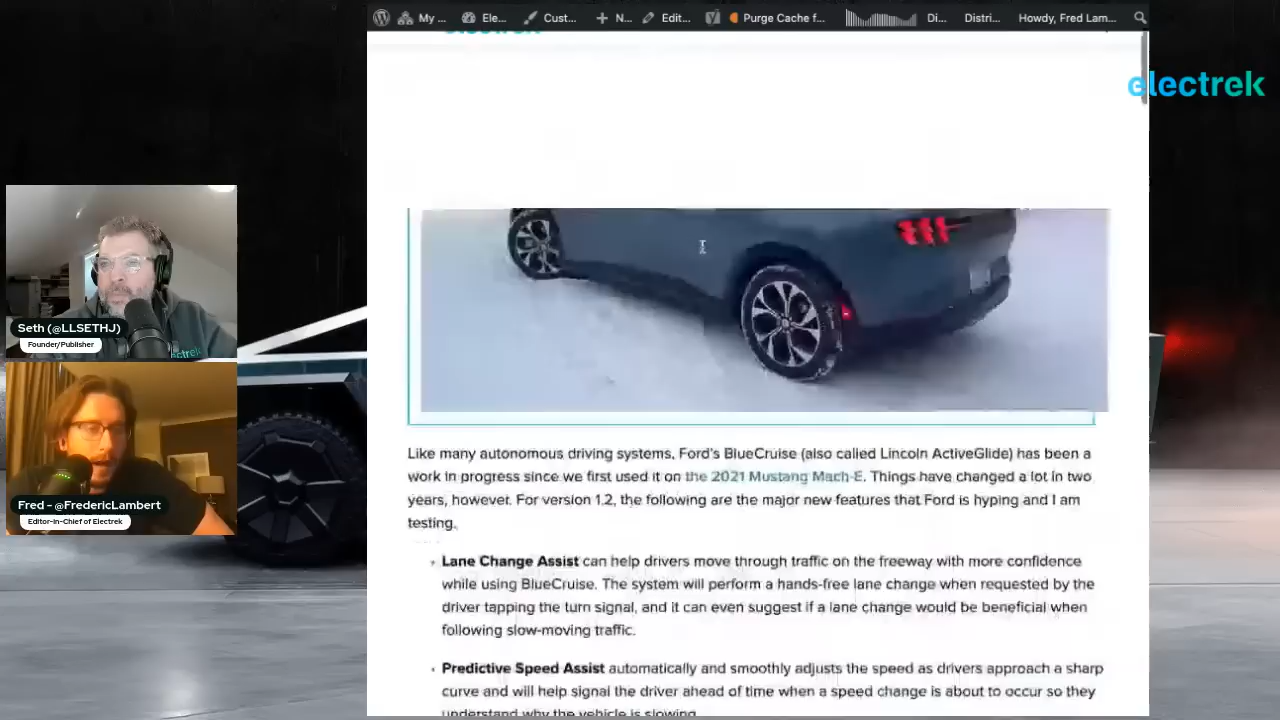 My ...
Ele...
Cust...
N...
Edit...
Purge Cache f...
Di...
Distri...
Howdy, Fred Lam...
electrek
Seth (@LLSETHJ)
Founder/Publisher
Fred - @FredericLambert
Editor-in-Chief of Electrek
Like many autonomous driving systems, Ford's BlueCruise (also called Lincoln ActiveGlide) has been a
work in progress since we first used it on the 2021 Mustang Mach-E. Things have changed a lot in two
years, however. For version 1.2, the following are the major new features that Ford is hyping and I am
testing.
Lane Change Assist can help drivers move through traffic on the freeway with more confidence
while using BlueCruise. The system will perform a hands-free lane change when requested by the
driver tapping the turn signal, and it can even suggest if a lane change would be beneficial when
following slow-moving traffic.
Predictive Speed Assist automatically and smoothly adjusts the speed as drivers approach a sharp
curve and will help signal the driver ahead of time when a speed change is about to occur so they
understand why the vehicle is slowing.